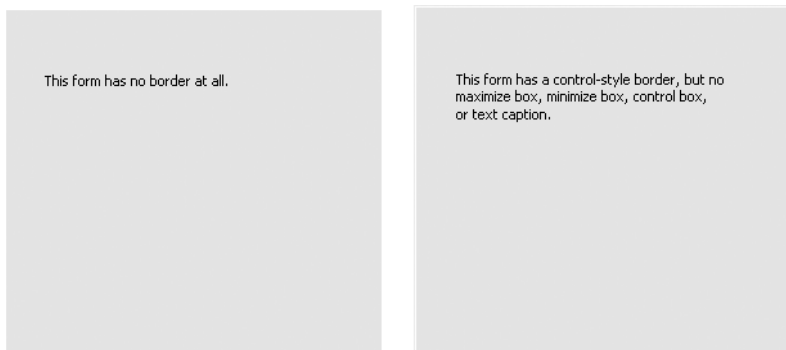 This form has no border at all.
This form has a control-style border, but no
maximize box, minimize box, control box,
or text caption.